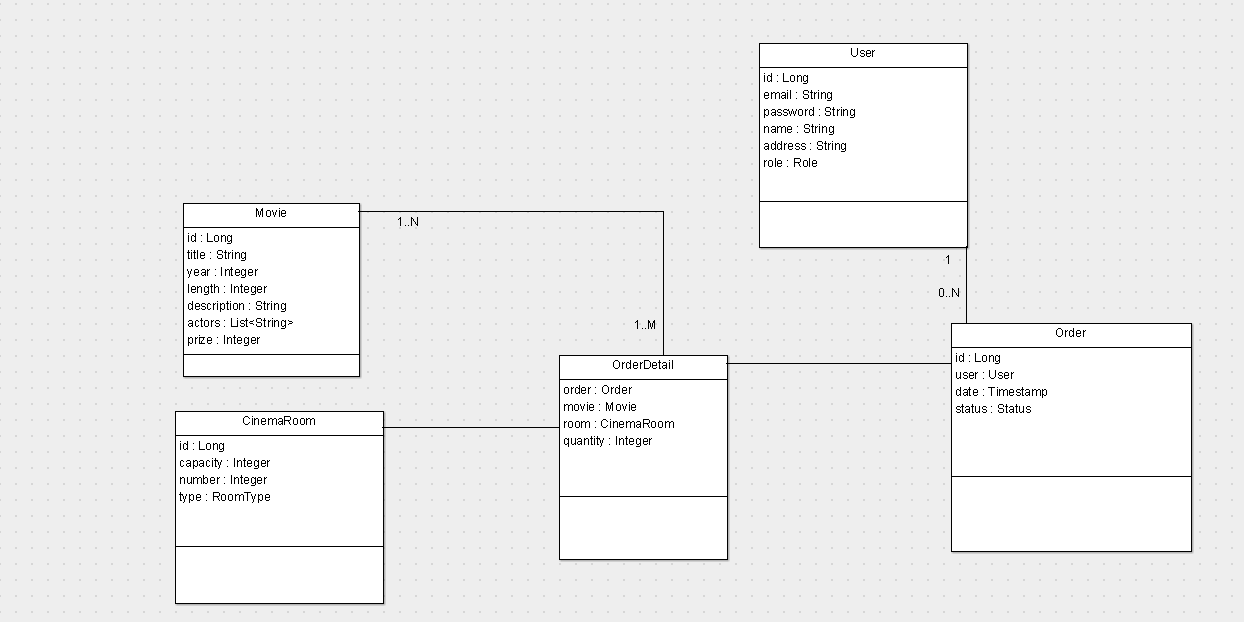 User
id : Long
email : String
password : String
name : String
address : String
role : Role
Movie
id : Long
title : String
year : Integer
length : Integer
description : String
actors : List<String>
prize : Integer
1..N
1..M
1
0..N
CinemaRoom
id : Long
capacity : Integer
number : Integer
type : RoomType
OrderDetail
order : Order
movie : Movie
room : CinemaRoom
quantity : Integer
Order
id : Long
user : User
date : Timestamp
status : Status